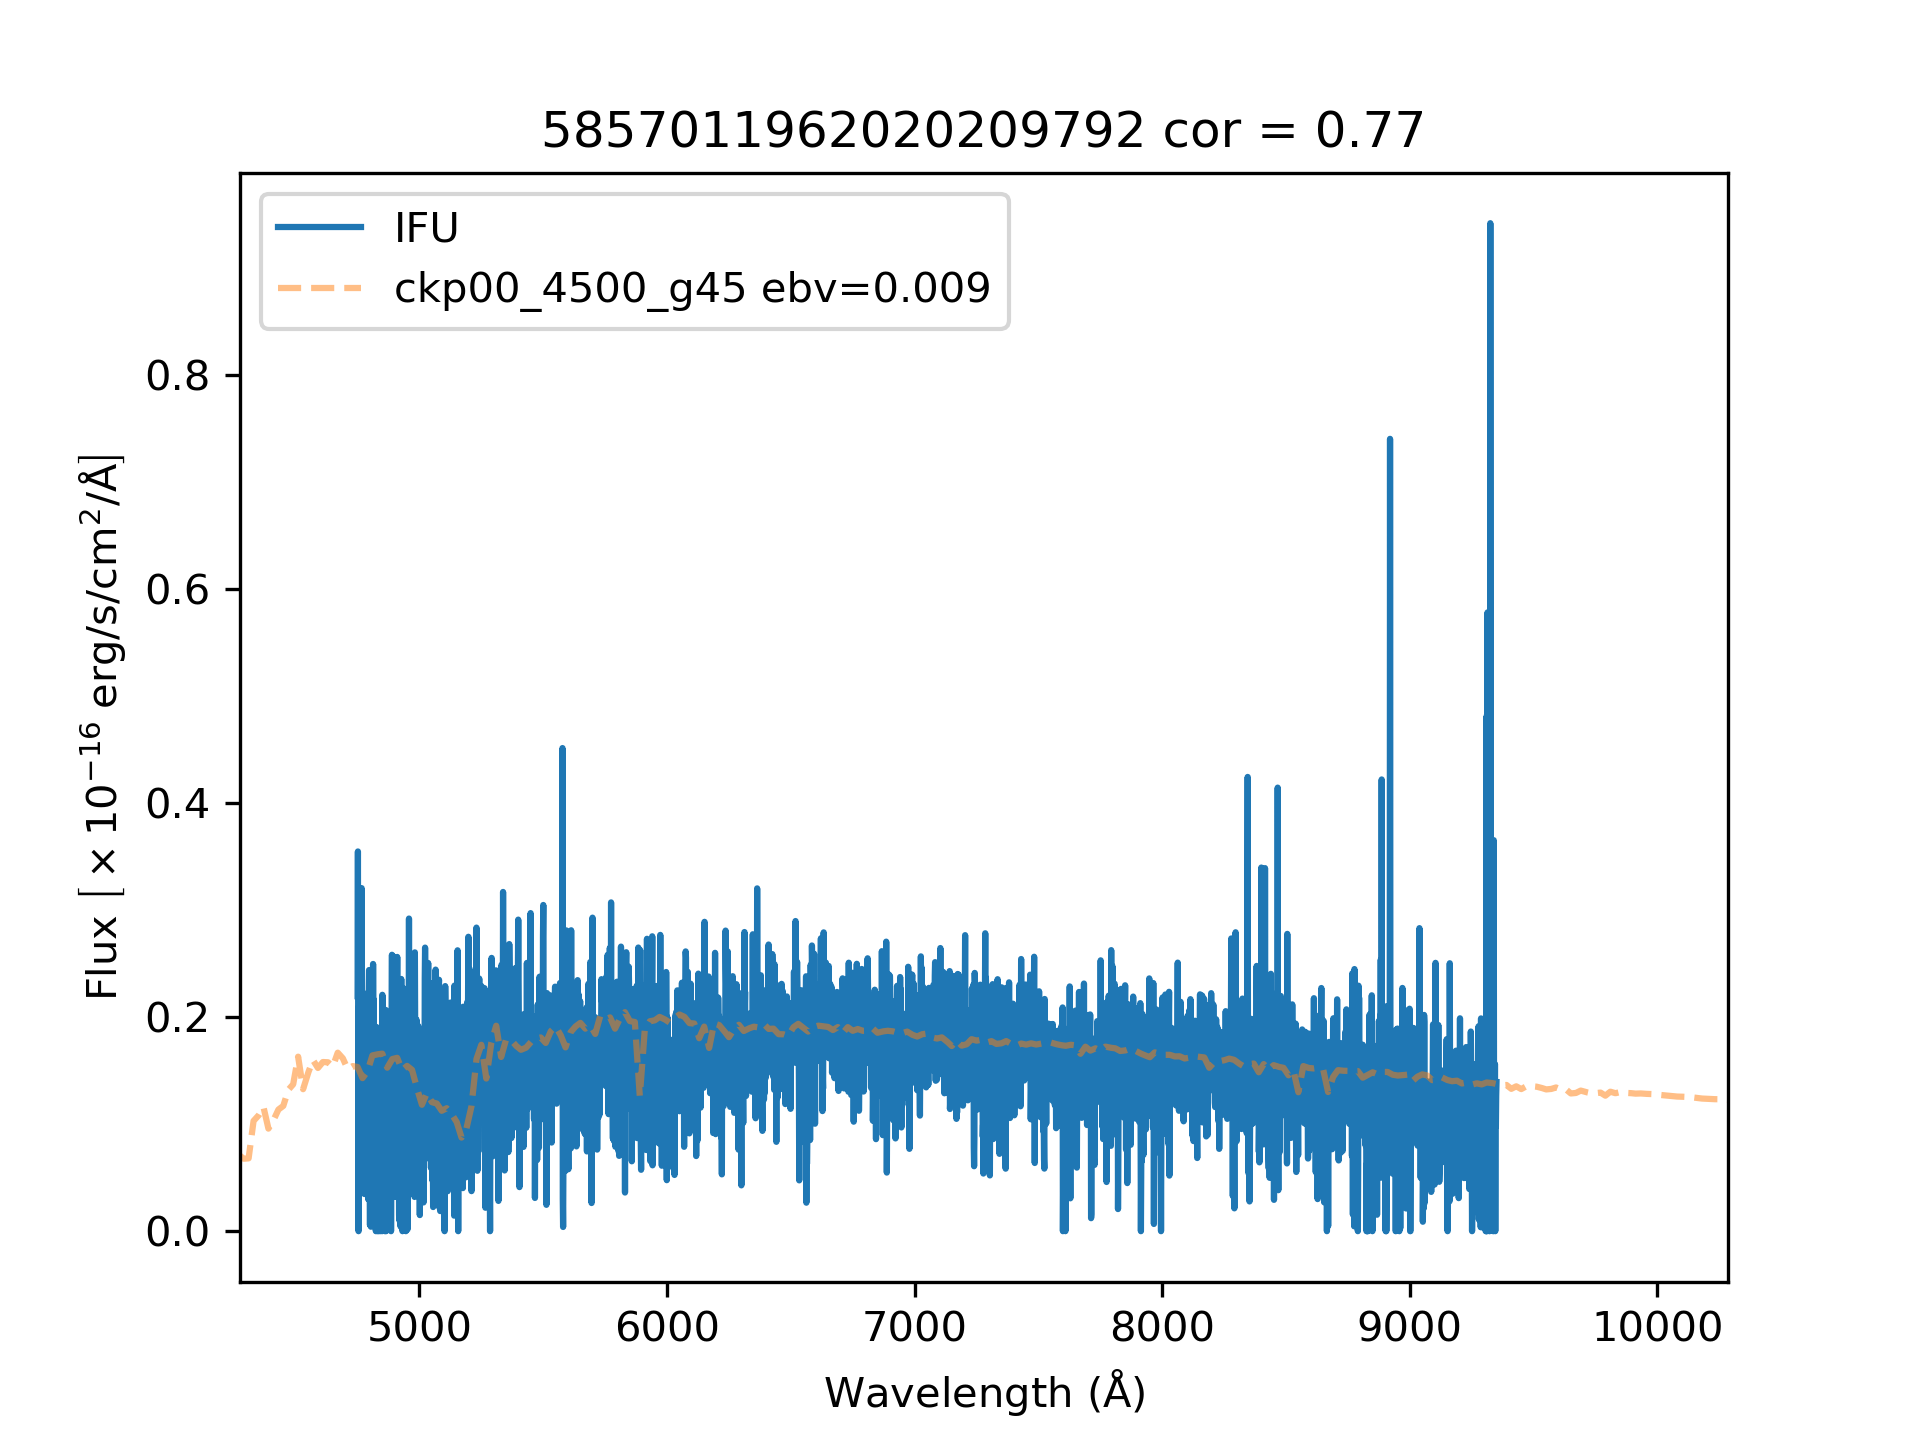 5857011962020209792 cor = 0.77
IFU
ckp00_4500_g45 ebv=0.009
Flux [×10⁻¹⁶ erg/s/cm²/Å]
0.8
0.6
0.4
0.2
0.0
5000 6000 7000 8000 9000 10000
Wavelength (Å)